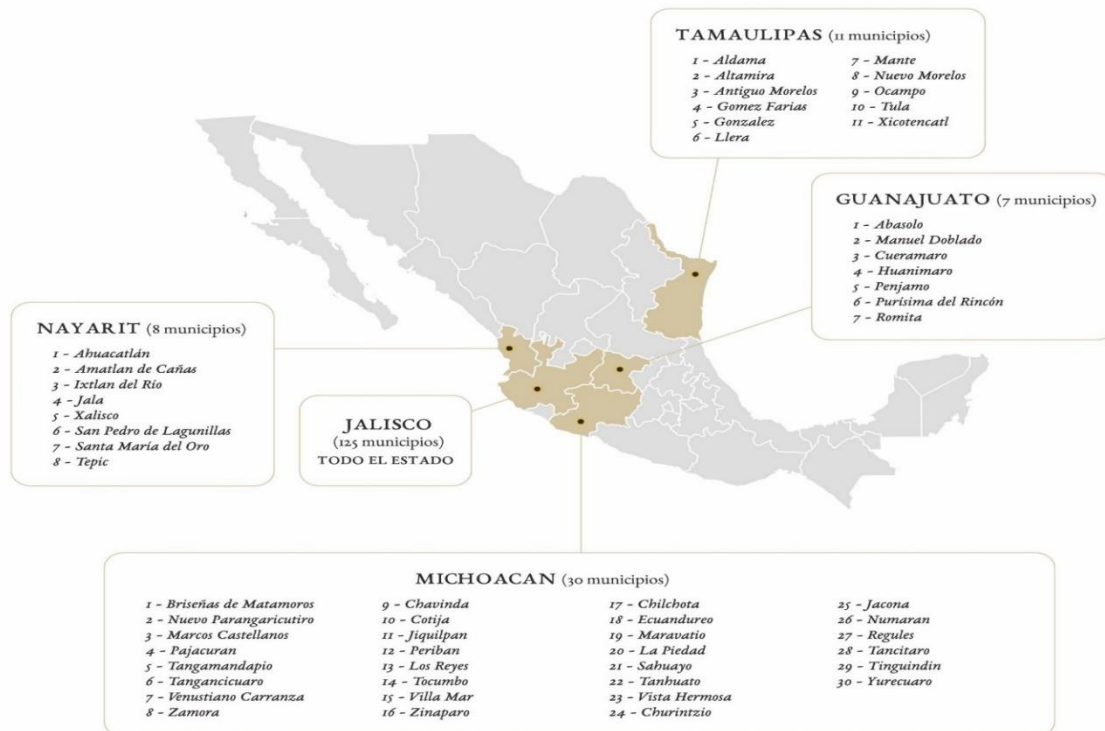 TAMAULIPAS (11 municipios)
1 - Aldama
2 - Altamira
3 - Antiguo Morelos
4 - Gomez Farias
5 - Gonzalez
6 - Llera
7 - Mante
8 - Nuevo Morelos
9 - Ocampo
10 - Tula
11 - Xicotencatl
GUANAJUATO (7 municipios)
1 - Abasolo
2 - Manuel Doblado
3 - Cueramaro
4 - Huanimaro
5 - Penjamo
6 - Purísima del Rincón
7 - Romita
NAYARIT (8 municipios)
1 - Ahuacatlán
2 - Amatlan de Cañas
3 - Ixtlan del Río
4 - Jala
5 - Xalisco
6 - San Pedro de Lagunillas
7 - Santa María del Oro
8 - Tepic
JALISCO
(125 municipios)
TODO EL ESTADO
MICHOACAN (30 municipios)
1 - Briseñas de Matamoros
2 - Nuevo Parangaricutiro
3 - Marcos Castellanos
4 - Pajacuran
5 - Tangamandapio
6 - Tangancicuaro
7 - Venustiano Carranza
8 - Zamora
9 - Chavinda
10 - Cotija
11 - Jiquilpan
12 - Periban
13 - Los Reyes
14 - Tocumbo
15 - Villa Mar
16 - Zinaparo
17 - Chilchota
18 - Ecuandureo
19 - Maravatio
20 - La Piedad
21 - Sahuayo
22 - Tanhuato
23 - Vista Hermosa
24 - Churintzio
25 - Jacona
26 - Numaran
27 - Regules
28 - Tancitaro
29 - Tinguindin
30 - Yurecuaro